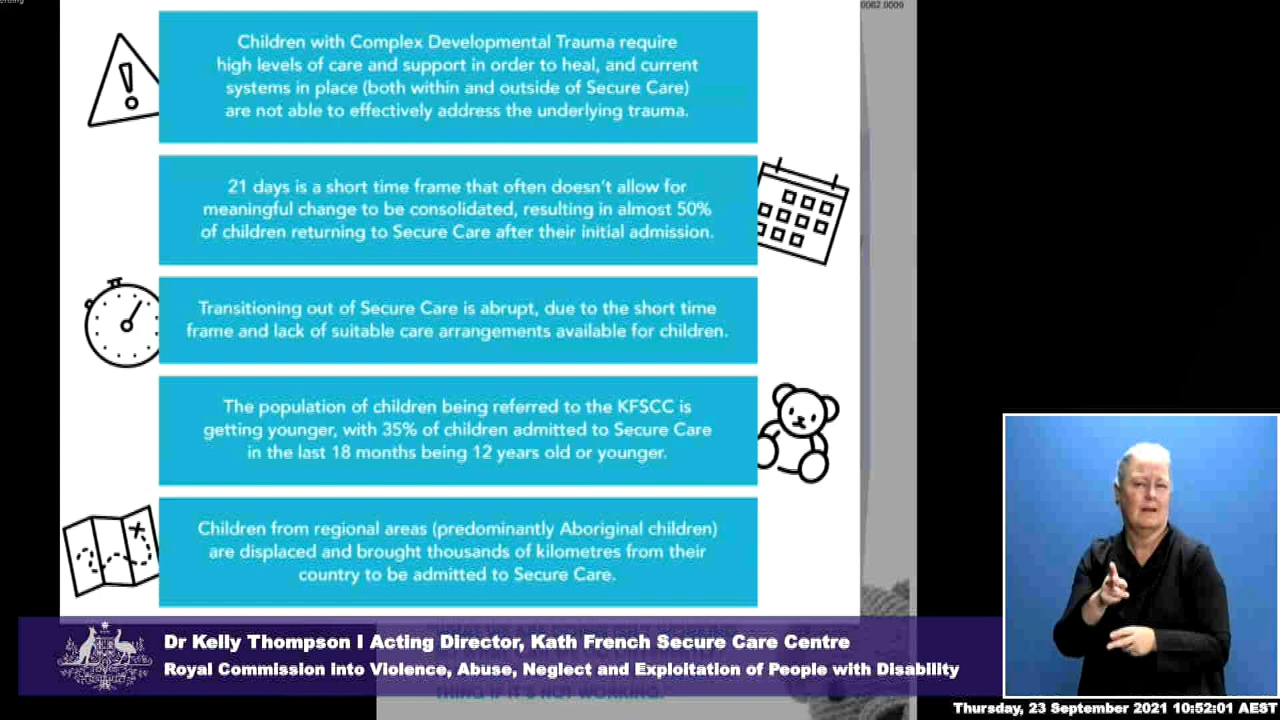 0082.0009
Children with Complex Developmental Trauma require
high levels of care and support in order to heal, and current
systems in place (both within and outside of Secure Care)
are not able to effectively address the underlying trauma.
21 days is a short time frame that often doesn't allow for
meaningful change to be consolidated, resulting in almost 50%
of children returning to Secure Care after their initial admission.
Transitioning out of Secure Care is abrupt, due to the short time
frame and lack of suitable care arrangements available for children.
The population of children being referred to the KFSCC is
getting younger, with 35% of children admitted to Secure Care
in the last 18 months being 12 years old or younger.
Children from regional areas (predominantly Aboriginal children)
are displaced and brought thousands of kilometres from their
country to be admitted to Secure Care.
Dr Kelly Thompson I Acting Director, Kath French Secure Care Centre
Royal Commission into Violence, Abuse, Neglect and Exploitation of People with Disability
THING IF IT'S NOT WORKING.
Thursday, 23 September 2021 10:52:01 AEST